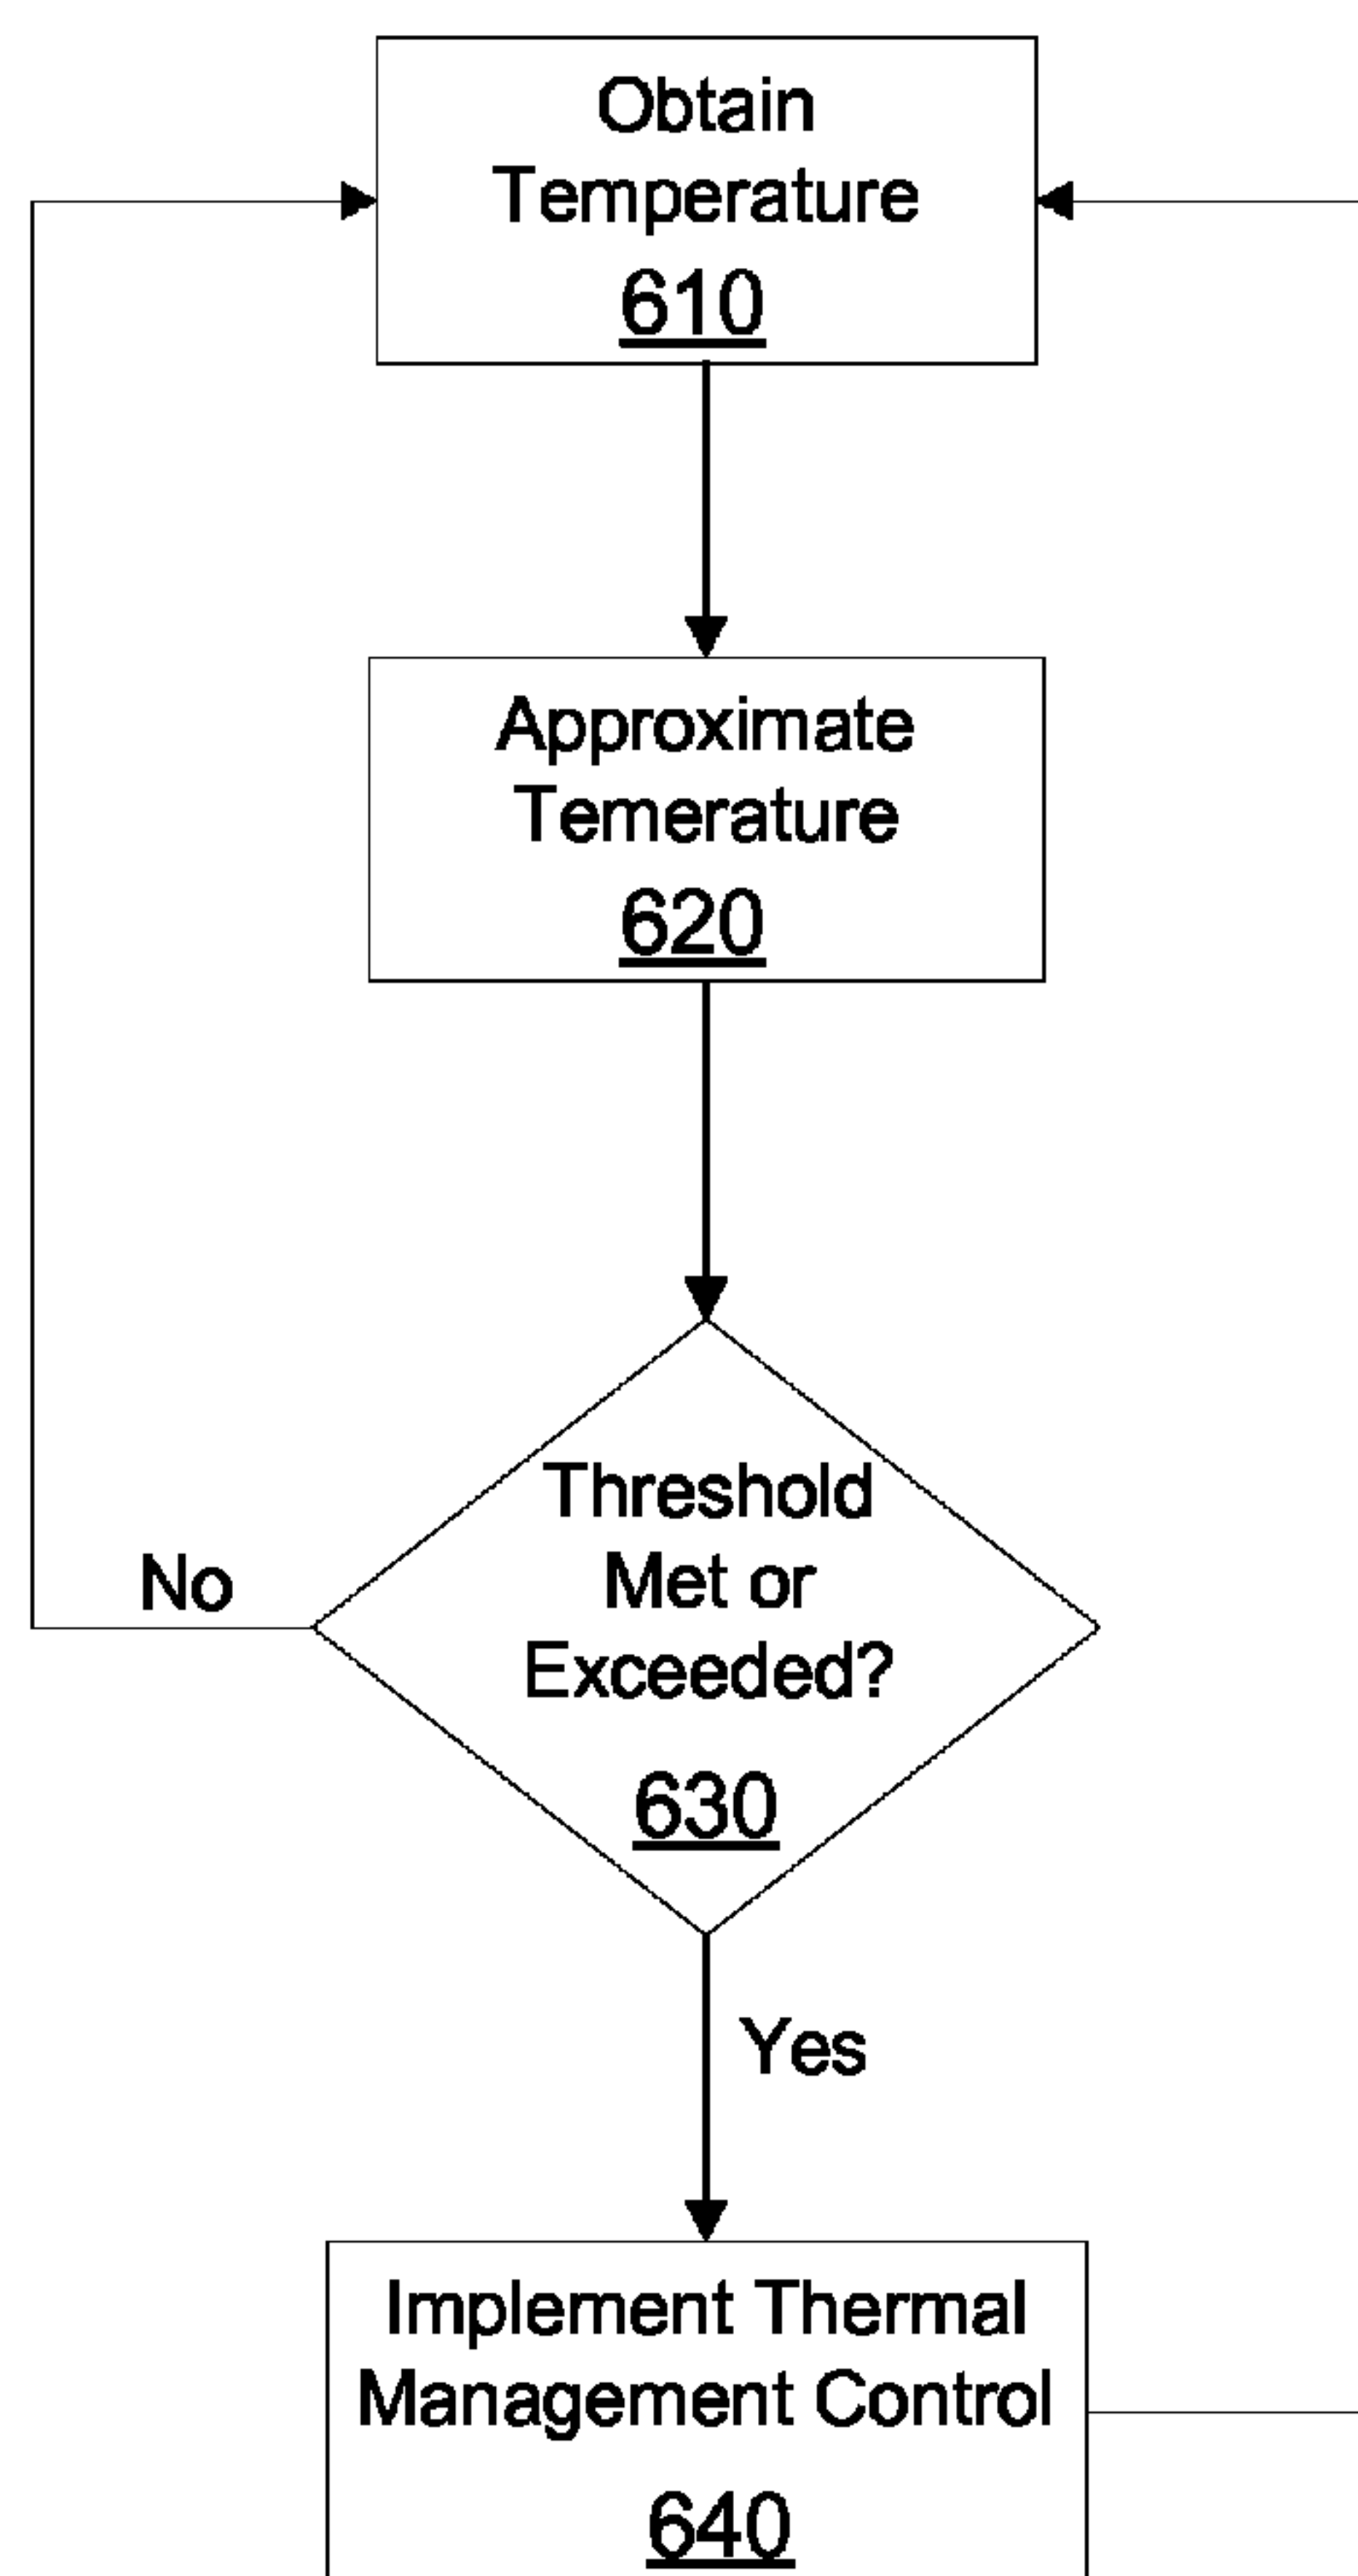 Obtain
Temperature
610
Approximate
Temerature
620
Threshold
Met or
Exceeded?
630
No
Yes
Implement Thermal
Management Control
640